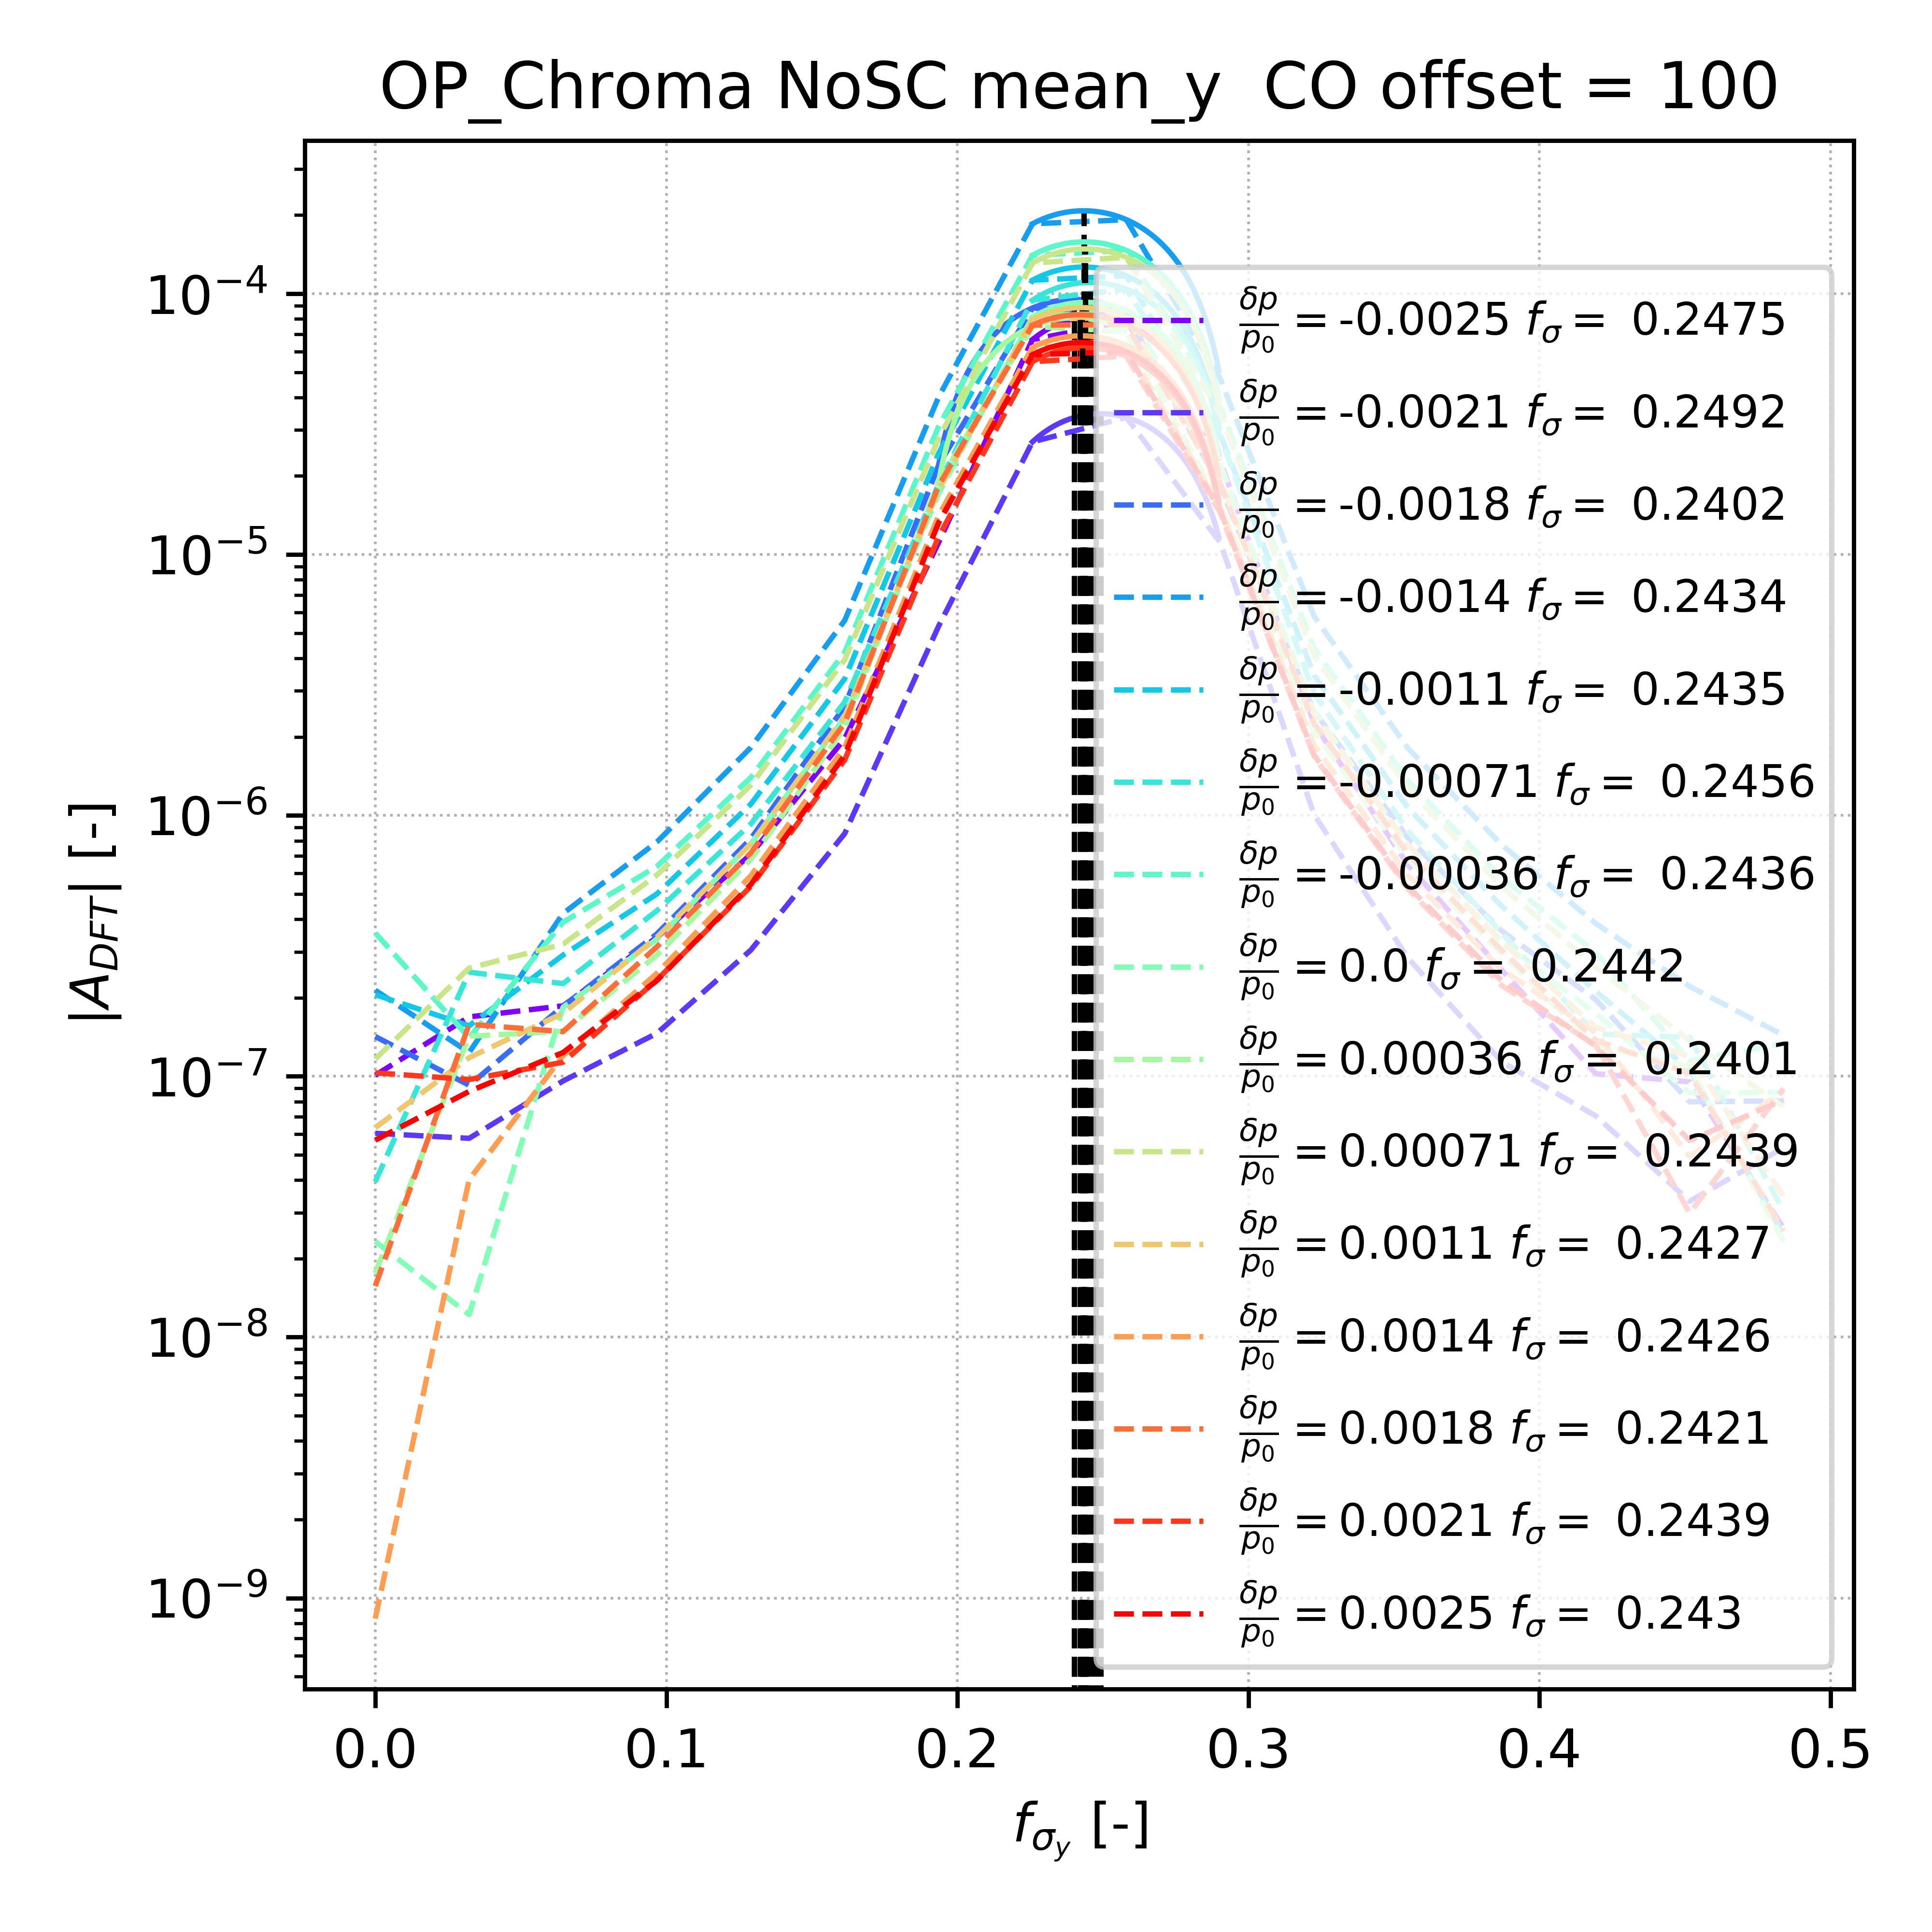 OP_Chroma NoSC mean_y  CO offset = 100
|A_DFT| [-]
10^−4
10^−5
10^−6
10^−7
10^−8
10^−9
δp/p₀ = -0.0025 f_σ =  0.2475
δp/p₀ = -0.0021 f_σ =  0.2492
δp/p₀ = -0.0018 f_σ =  0.2402
δp/p₀ = -0.0014 f_σ =  0.2434
δp/p₀ = -0.0011 f_σ =  0.2435
δp/p₀ = -0.00071 f_σ =  0.2456
δp/p₀ = -0.00036 f_σ =  0.2436
δp/p₀ = 0.0 f_σ =  0.2442
δp/p₀ = 0.00036 f_σ =  0.2401
δp/p₀ = 0.00071 f_σ =  0.2439
δp/p₀ = 0.0011 f_σ =  0.2427
δp/p₀ = 0.0014 f_σ =  0.2426
δp/p₀ = 0.0018 f_σ =  0.2421
δp/p₀ = 0.0021 f_σ =  0.2439
δp/p₀ = 0.0025 f_σ =  0.243
0.0 0.1 0.2 0.3 0.4 0.5
f_σ_y [-]